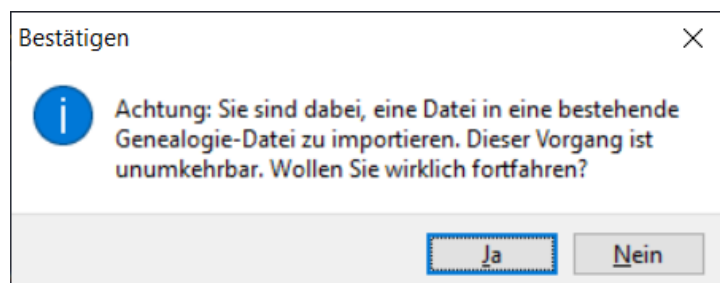 Bestätigen
Achtung: Sie sind dabei, eine Datei in eine bestehende
Genealogie-Datei zu importieren. Dieser Vorgang ist
unumkehrbar. Wollen Sie wirklich fortfahren?
Ja
Nein